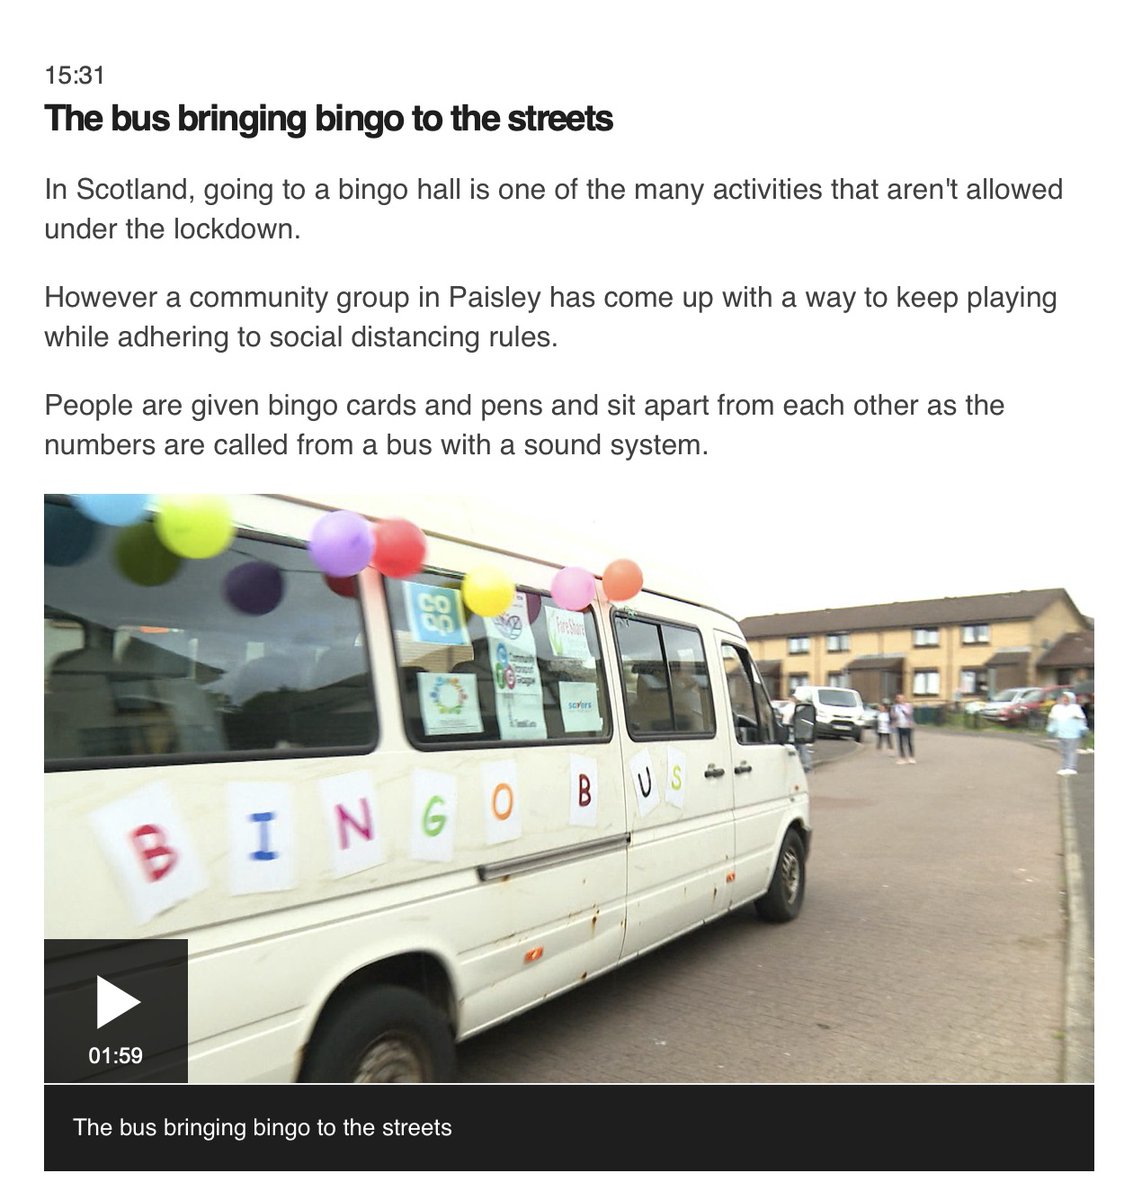 15:31
The bus bringing bingo to the streets
In Scotland, going to a bingo hall is one of the many activities that aren't allowed
under the lockdown.
However a community group in Paisley has come up with a way to keep playing
while adhering to social distancing rules.
People are given bingo cards and pens and sit apart from each other as the
numbers are called from a bus with a sound system.
CO
OP
FareShare
Community
Transport
Glasgow
savers
BINGO BUS
01:59
The bus bringing bingo to the streets